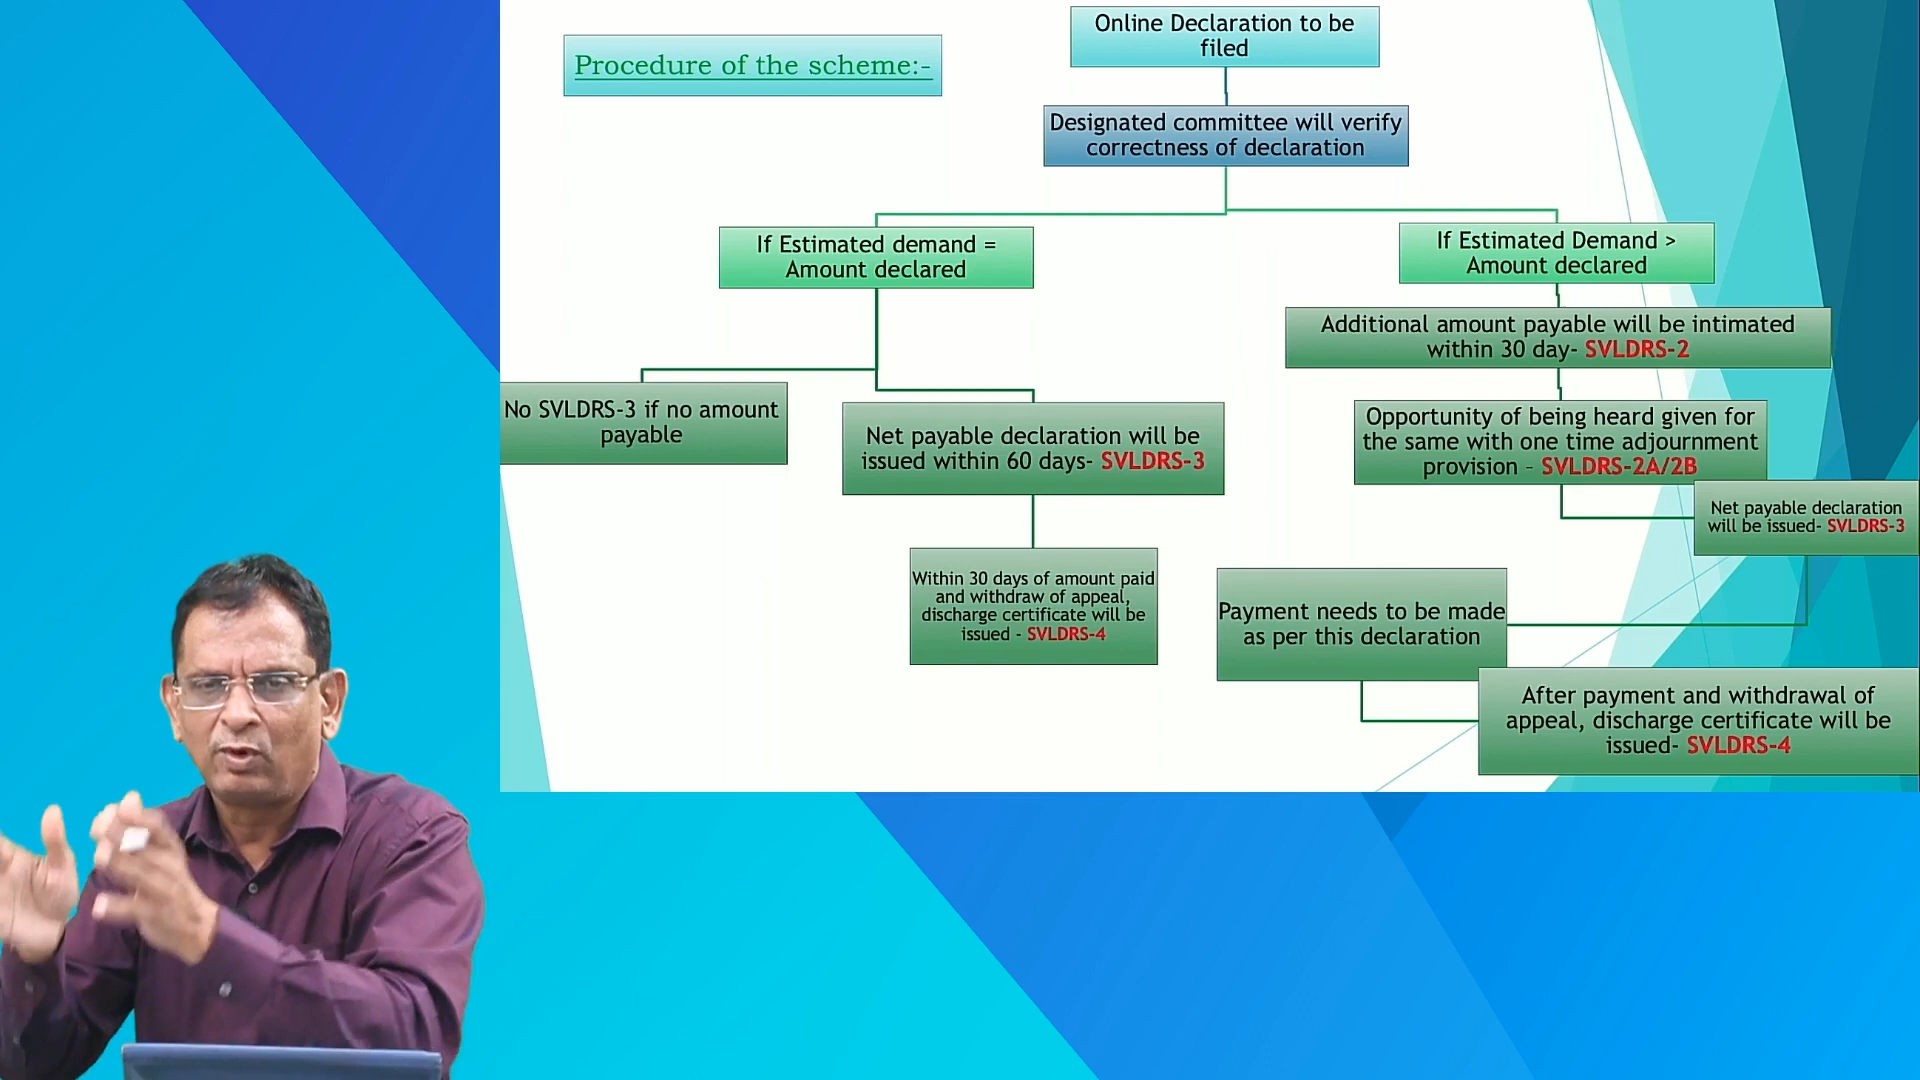 Procedure of the scheme:-
Online Declaration to be
filed
Designated committee will verify
correctness of declaration
If Estimated demand =
Amount declared
No SVLDRS-3 if no amount
payable
Net payable declaration will be
issued within 60 days- SVLDRS-3
Within 30 days of amount paid
and withdraw of appeal,
discharge certificate will be
issued - SVLDRS-4
If Estimated Demand >
Amount declared
Additional amount payable will be intimated
within 30 day- SVLDRS-2
Opportunity of being heard given for
the same with one time adjournment
provision - SVLDRS-2A/2B
Net payable declaration
will be issued- SVLDRS-3
Payment needs to be made
as per this declaration
After payment and withdrawal of
appeal, discharge certificate will be
issued- SVLDRS-4